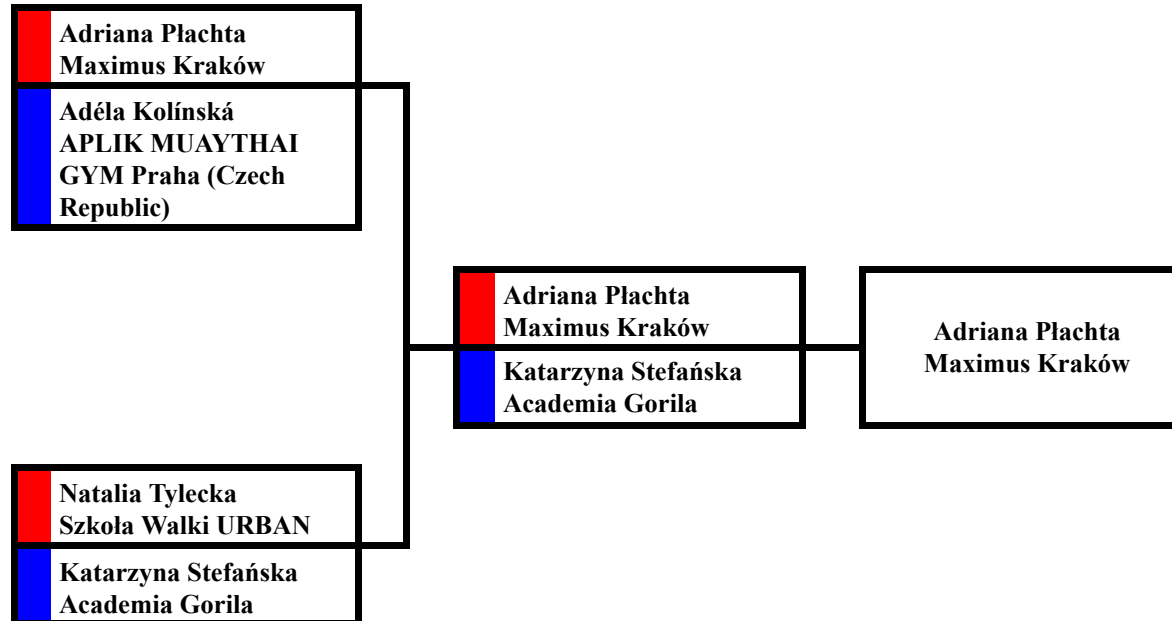 Adriana Płachta
Maximus Kraków
Adéla Kolínská
APLIK MUAYTHAI
GYM Praha (Czech
Republic)
Adriana Płachta
Maximus Kraków
Katarzyna Stefańska
Academia Gorila
Adriana Płachta
Maximus Kraków
Natalia Tylecka
Szkoła Walki URBAN
Katarzyna Stefańska
Academia Gorila